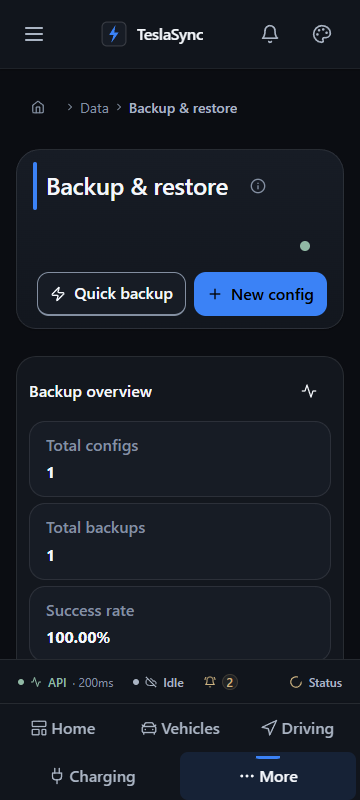 TeslaSync
Data
Backup & restore
Backup & restore
Quick backup
New config
Backup overview
Total configs
1
Total backups
1
Success rate
100.00%
API · 200ms
Idle
2
Status
Home
Vehicles
Driving
Charging
More